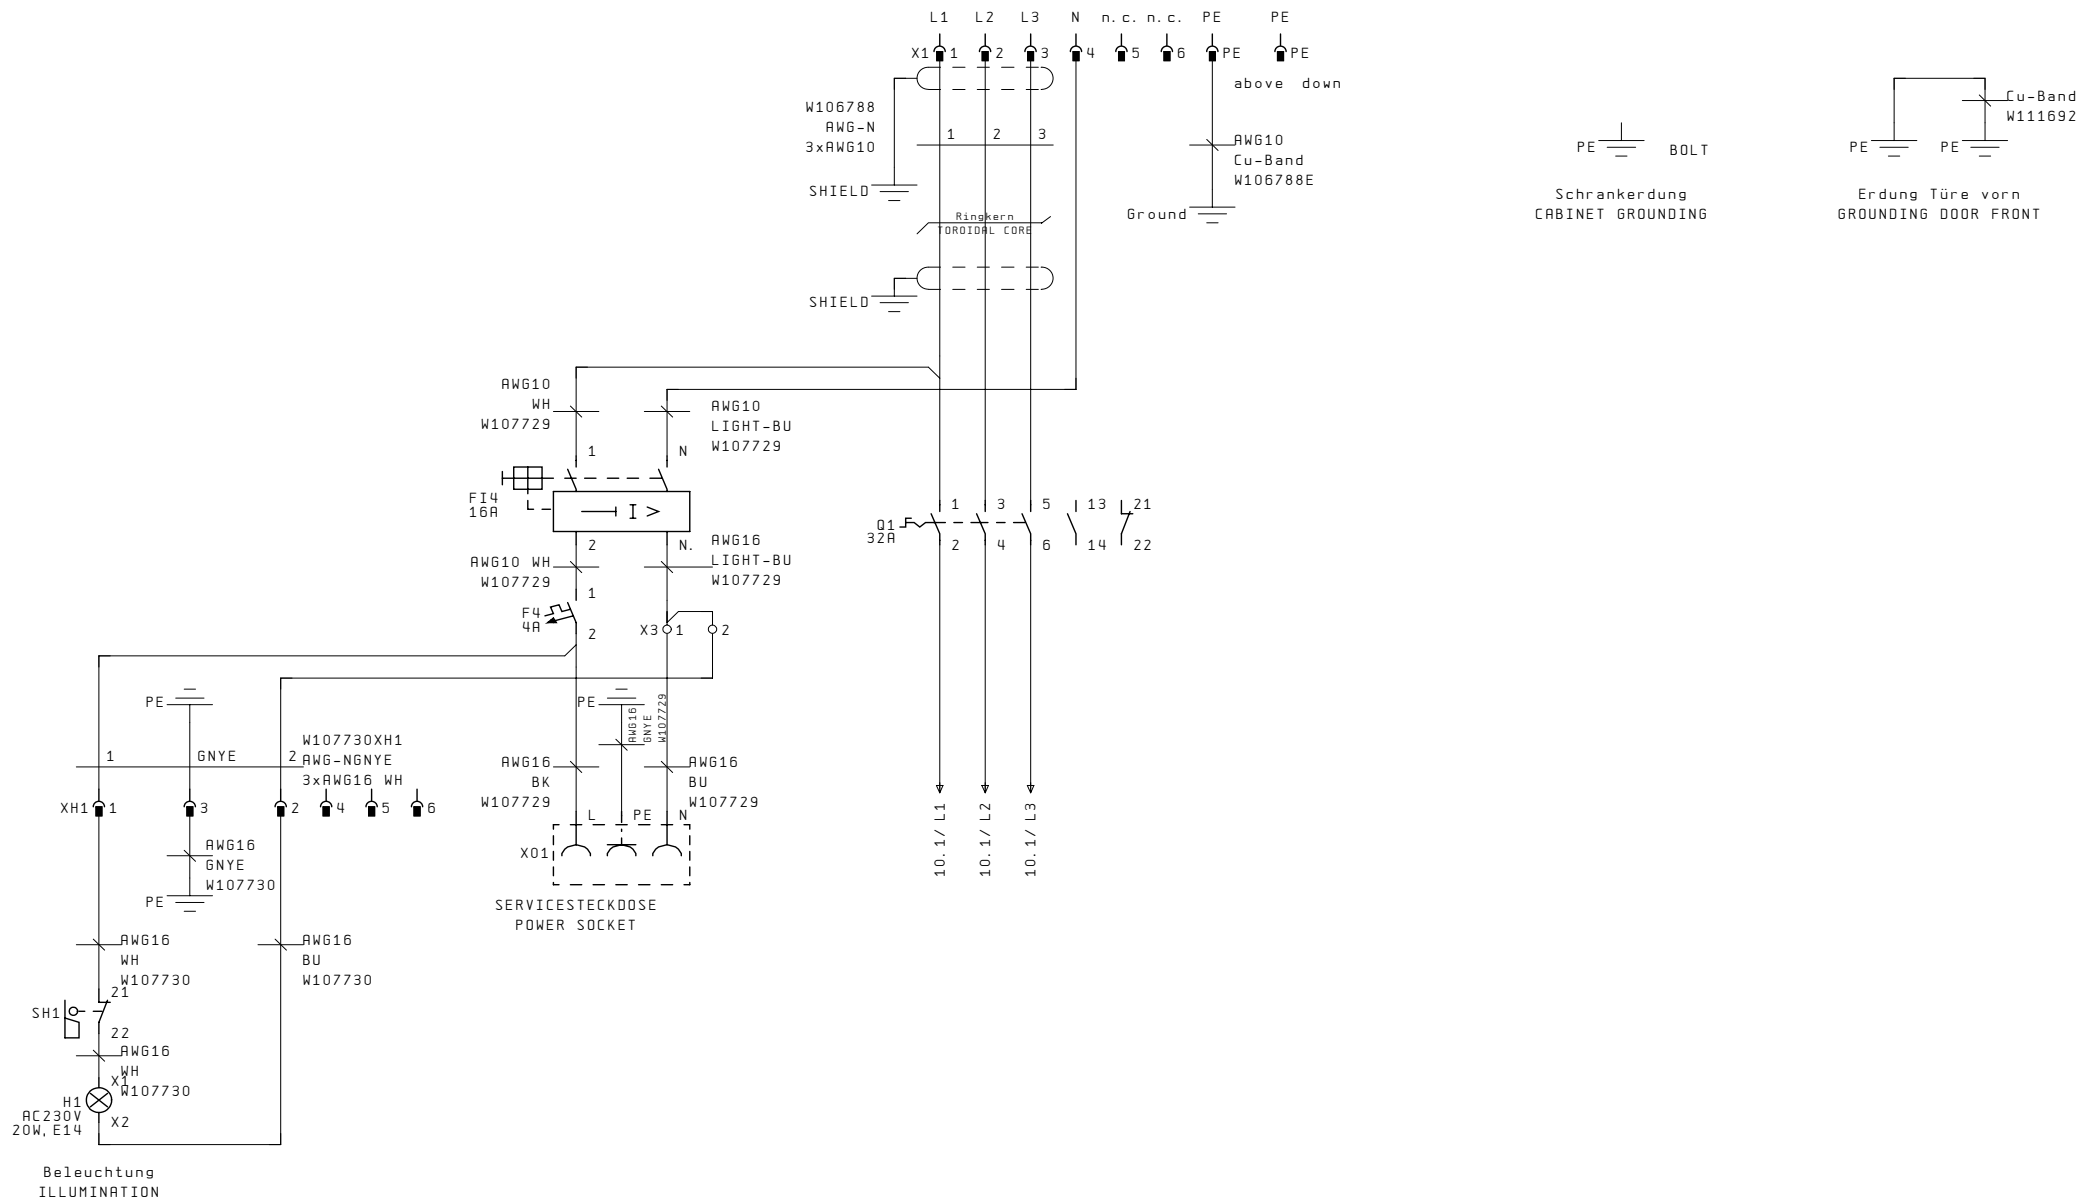 L1 L2 L3 N n.c. n.c. PE PE
X1 1 2 3 4 5 6 PE PE
above down
W106788
AWG-N
3xAWG10
1 2 3
SHIELD
AWG10
Cu-Band
W106788E
Ground
Ringkern
TOROIDAL CORE
SHIELD
PE BOLT
Schrankerdung
CABINET GROUNDING
Cu-Band
W111692
PE PE
Erdung Türe vorn
GROUNDING DOOR FRONT
AWG10
WH
W107729
AWG10
LIGHT-BU
W107729
1 N
FI4
16A
I >
2 N.
AWG10 WH
W107729
AWG16
LIGHT-BU
W107729
1
F4
4A
2
X3 1 2
Q1
32A
1 3 5 13 21
2 4 6 14 22
PE
1 GNYE 2
W107730XH1
AWG-NGNYE
3xAWG16 WH
XH1 1 3 2 4 5 6
AWG16
GNYE
W107730
PE
PE
AWG16
GNYE
W107729
AWG16
BK
W107729
AWG16
BU
W107729
L PE N
X01
SERVICESTECKDOSE
POWER SOCKET
10.1/ L1
10.1/ L2
10.1/ L3
AWG16
WH
W107730
AWG16
BU
W107730
21
SH1
22
AWG16
WH
W107730
X1
H1
AC230V
20W,E14
X2
Beleuchtung
ILLUMINATION